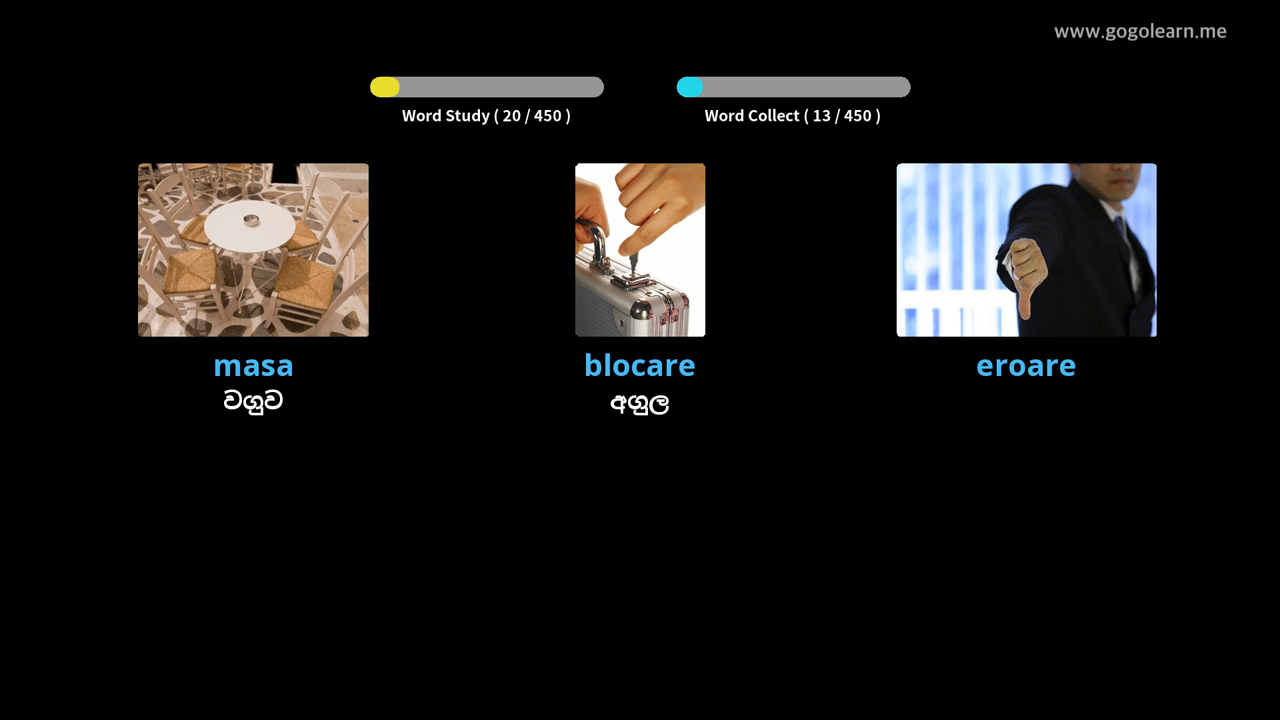 www.gogolearn.me
Word Study ( 20 / 450 )
Word Collect ( 13 / 450 )
masa
වගුව
blocare
අගුල
eroare